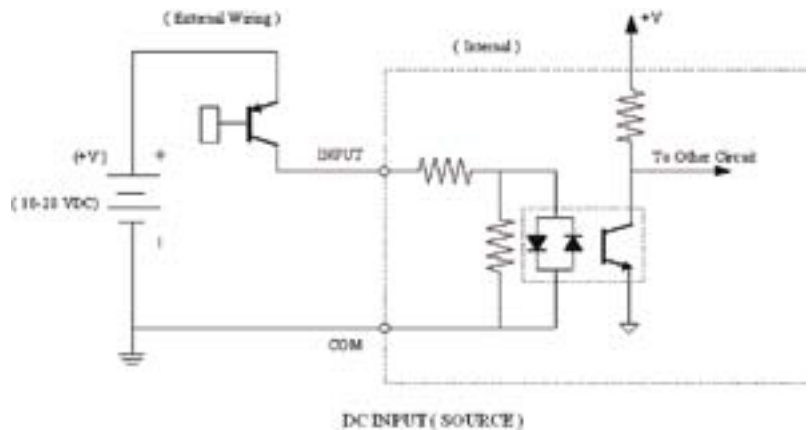 ( External Wiring )
( Internal )
+V
INPUT
To Other Circuit
(+V)
+
( 10-28 VDC)
COM
DC INPUT ( SOURCE )